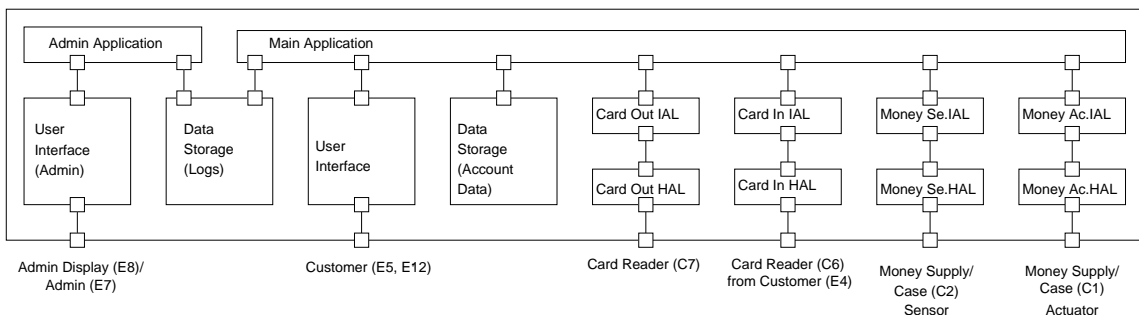 Admin Application
Main Application
User
Interface
(Admin)
Data
Storage
(Logs)
User
Interface
Data
Storage
(Account
Data)
Card Out IAL
Card In IAL
Money Se.IAL
Money Ac.IAL
Card Out HAL
Card In HAL
Money Se.HAL
Money Ac.HAL
Admin Display (E8)/
Admin (E7)
Customer (E5, E12)
Card Reader (C7)
Card Reader (C6)
from Customer (E4)
Money Supply/
Case (C2)
Sensor
Money Supply/
Case (C1)
Actuator